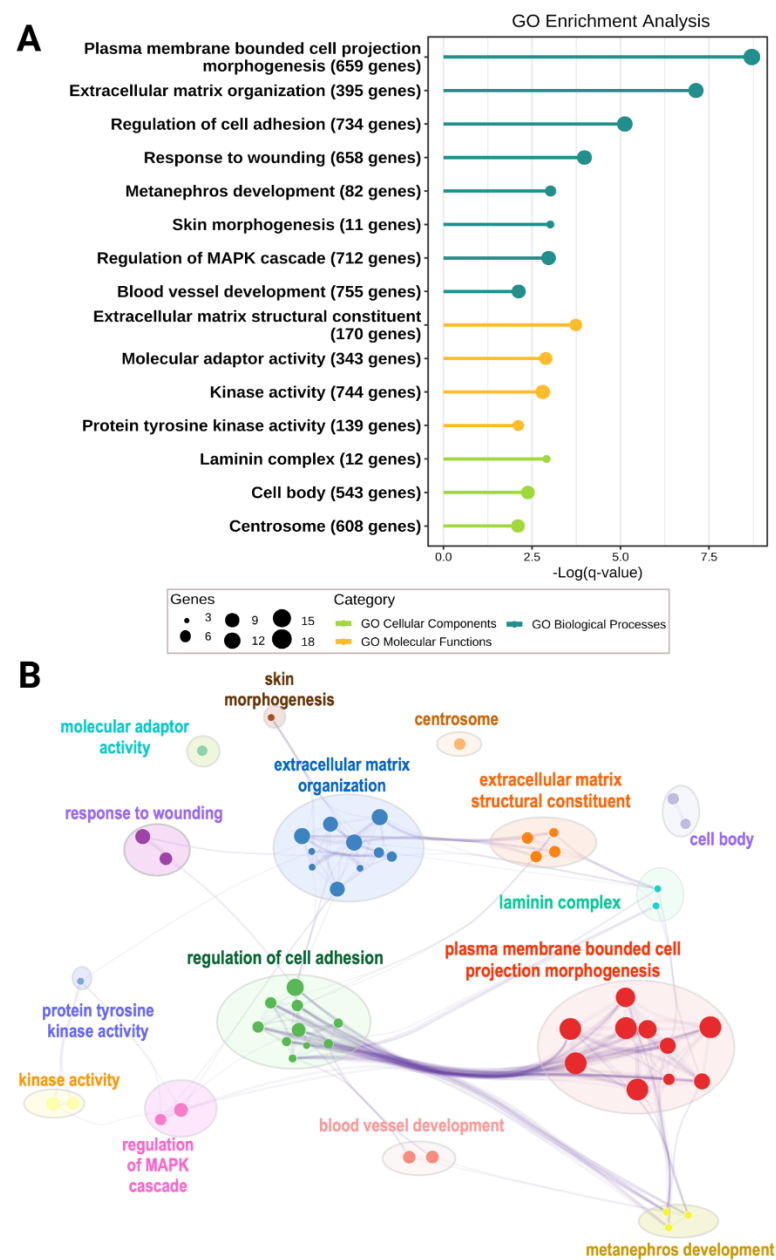 A
GO Enrichment Analysis
Plasma membrane bounded cell projection
morphogenesis (659 genes)
Extracellular matrix organization (395 genes)
Regulation of cell adhesion (734 genes)
Response to wounding (658 genes)
Metanephros development (82 genes)
Skin morphogenesis (11 genes)
Regulation of MAPK cascade (712 genes)
Blood vessel development (755 genes)
Extracellular matrix structural constituent
(170 genes)
Molecular adaptor activity (343 genes)
Kinase activity (744 genes)
Protein tyrosine kinase activity (139 genes)
Laminin complex (12 genes)
Cell body (543 genes)
Centrosome (608 genes)
0.0 2.5 5.0 7.5
-Log(q-value)
Genes
3 9 15
6 12 18
Category
GO Cellular Components GO Biological Processes
GO Molecular Functions
B
skin
morphogenesis
molecular adaptor
activity
centrosome
extracellular matrix
organization
extracellular matrix
structural constituent
response to wounding
cell body
laminin complex
regulation of cell adhesion
plasma membrane bounded cell
projection morphogenesis
protein tyrosine
kinase activity
kinase activity
regulation
of MAPK
cascade
blood vessel development
metanephros development